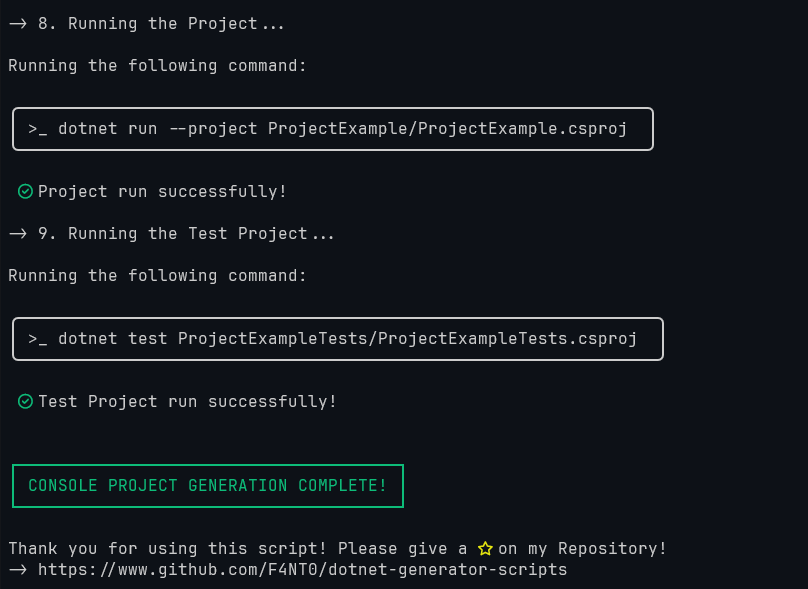 → 8. Running the Project...
Running the following command:
>_ dotnet run --project ProjectExample/ProjectExample.csproj
Project run successfully!
→ 9. Running the Test Project...
Running the following command:
>_ dotnet test ProjectExampleTests/ProjectExampleTests.csproj
Test Project run successfully!
CONSOLE PROJECT GENERATION COMPLETE!
Thank you for using this script! Please give a ☆ on my Repository!
→ https://www.github.com/F4NT0/dotnet-generator-scripts